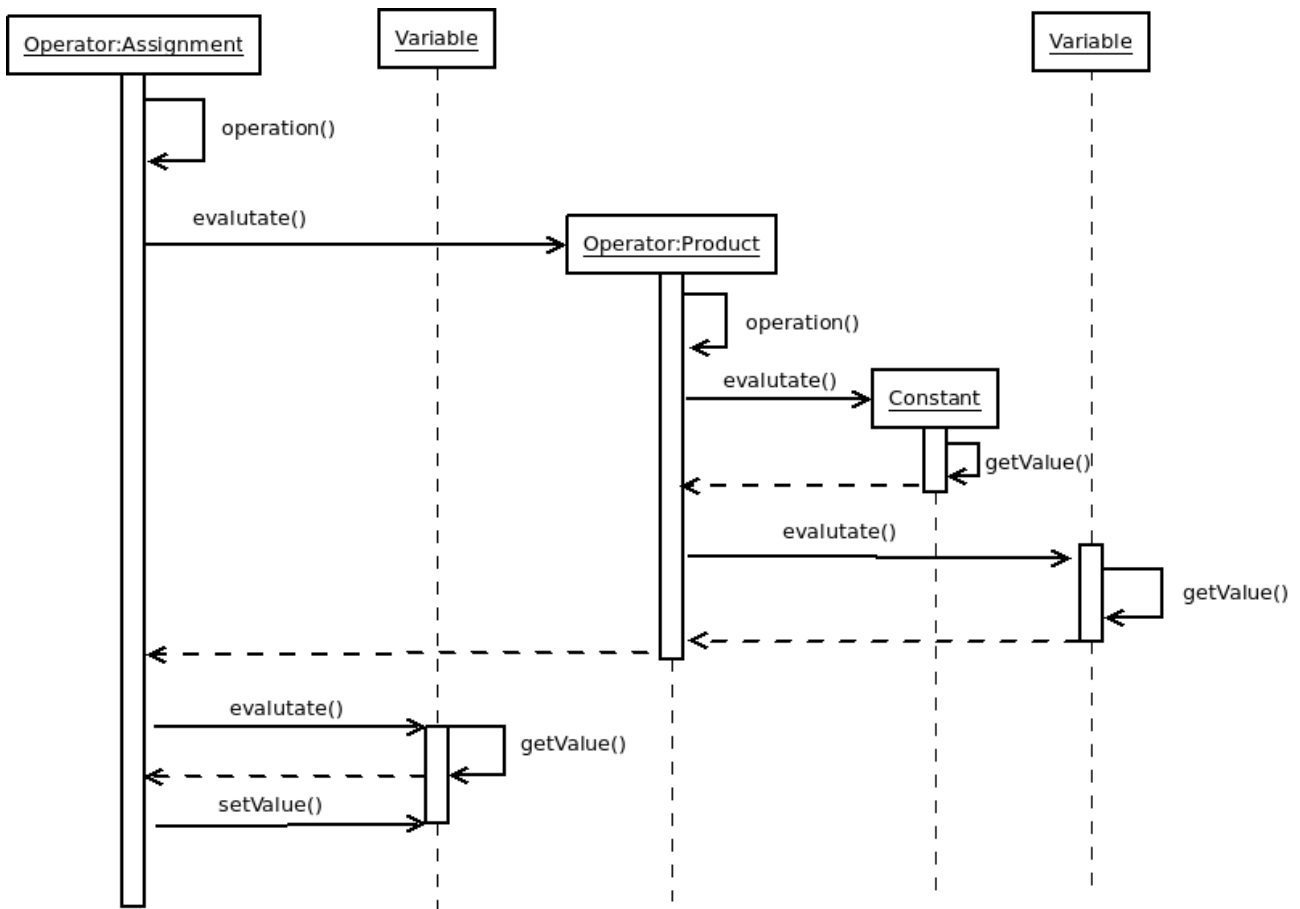 Operator:Assignment
Variable
Variable
operation()
evalutate()
Operator:Product
operation()
evalutate()
Constant
getValue()
evalutate()
getValue()
evalutate()
getValue()
setValue()